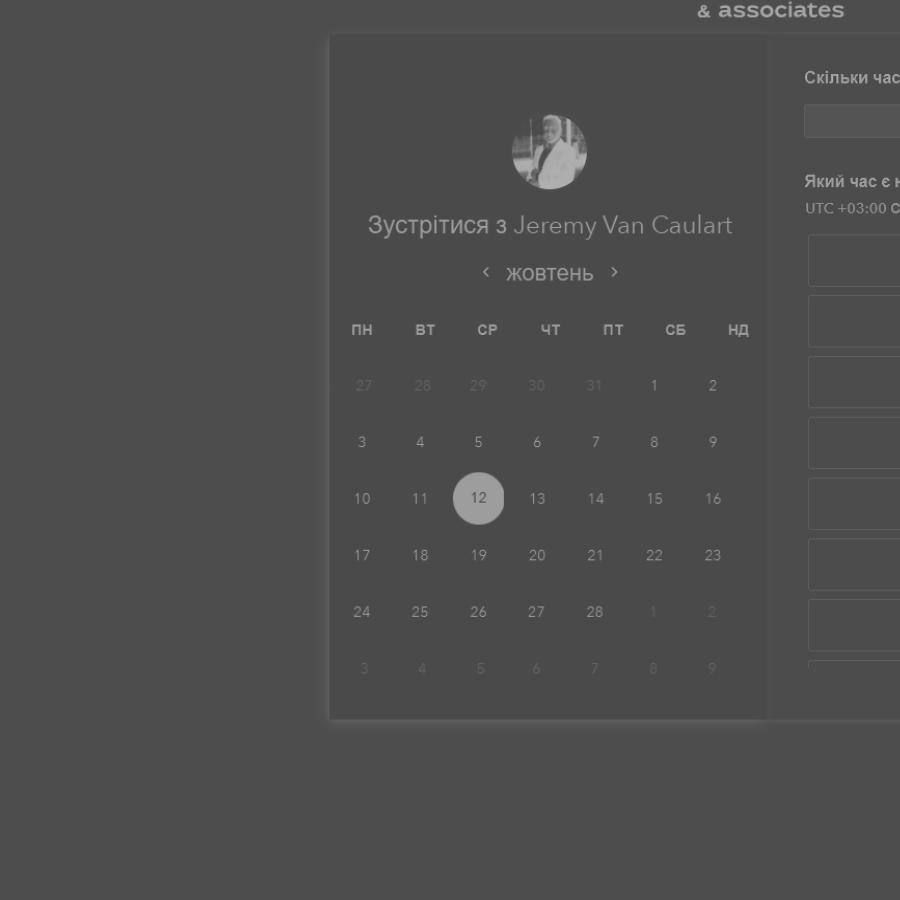 & associates
Зустрітися з Jeremy Van Caulart
жовтень
ПН ВТ СР ЧТ ПТ СБ НД
27 28 29 30 31 1 2
3 4 5 6 7 8 9
10 11 12 13 14 15 16
17 18 19 20 21 22 23
24 25 26 27 28 1 2
3 4 5 6 7 8 9
Скільки час
Який час є н
UTC +03:00 С